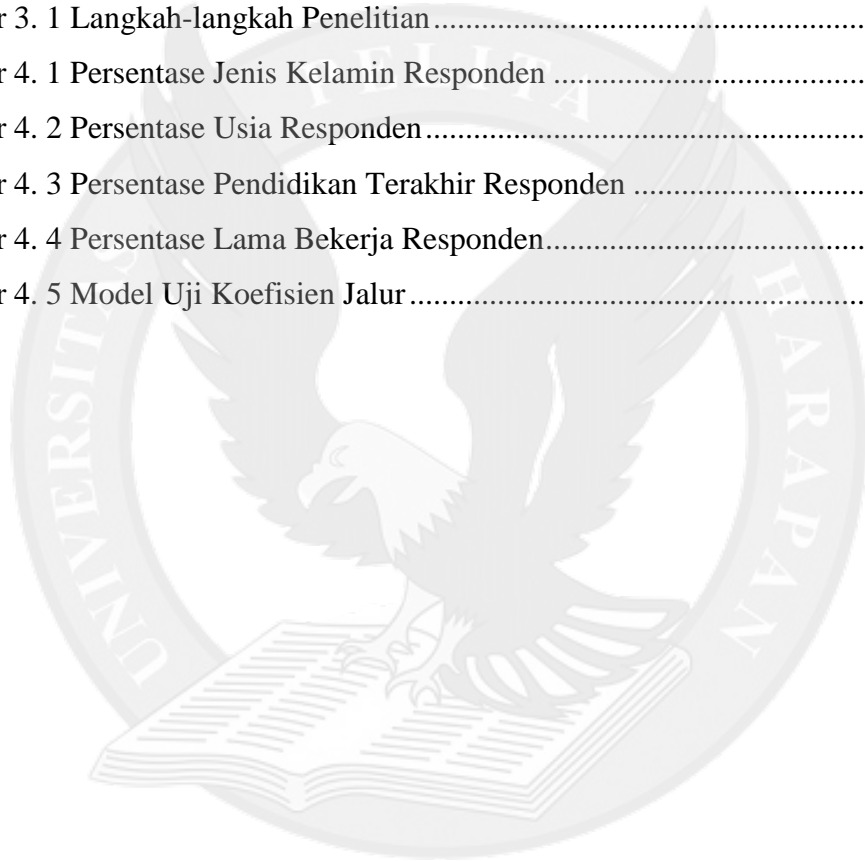 r 3. 1 Langkah-langkah Penelitian
r 4. 1 Persentase Jenis Kelamin Responden
r 4. 2 Persentase Usia Responden
r 4. 3 Persentase Pendidikan Terakhir Responden
r 4. 4 Persentase Lama Bekerja Responden
r 4. 5 Model Uji Koefisien Jalur
UNIVERSITAS PELITA HARAPAN